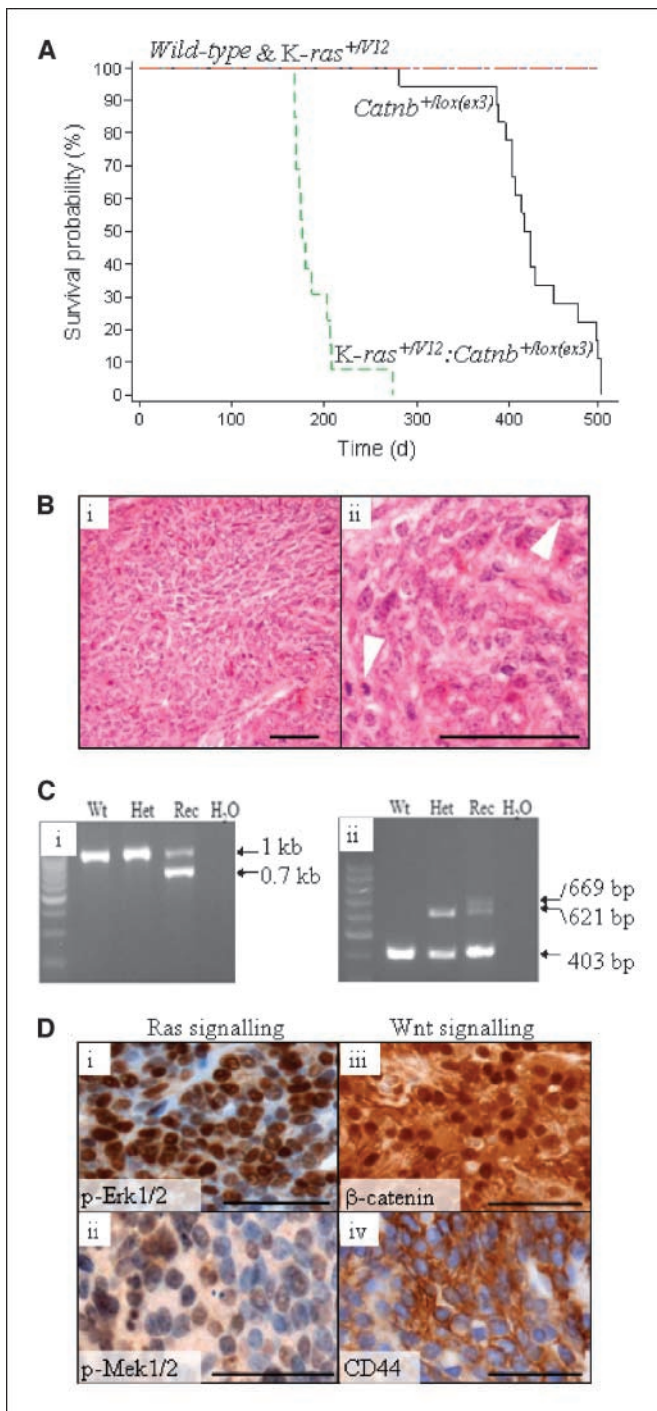 A
Wild-type & K-ras+/V12
Catnb+/lox(ex3)
K-ras+/V12:Catnb+/lox(ex3)
Survival probability (%)
100
90
80
70
60
50
40
30
20
10
0
0 100 200 300 400 500
Time (d)
B
i
ii
C
Wt Het Rec H2O
i
1 kb
0.7 kb
Wt Het Rec H2O
ii
669 bp
621 bp
403 bp
D
Ras signalling
Wnt signalling
i
p-Erk1/2
iii
β-catenin
ii
p-Mek1/2
iv
CD44